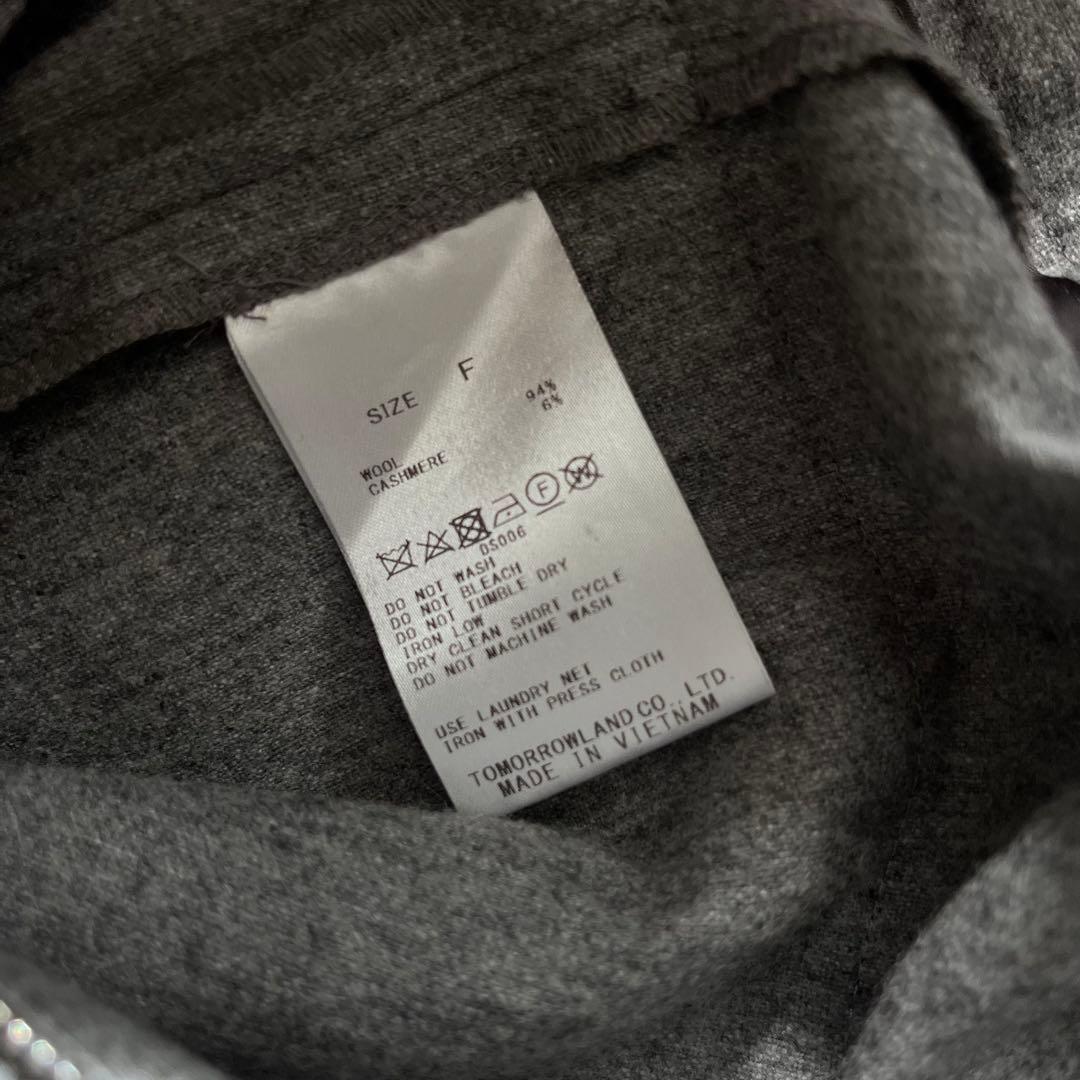 SIZE F
WOOL 94%
CASHMERE 6%
F W
DS006
DO NOT WASH
DO NOT BLEACH
DO NOT TUMBLE DRY
IRON LOW
DRY CLEAN SHORT CYCLE
DO NOT MACHINE WASH
USE LAUNDRY NET
IRON WITH PRESS CLOTH
TOMORROWLAND CO., LTD.
MADE IN VIETNAM